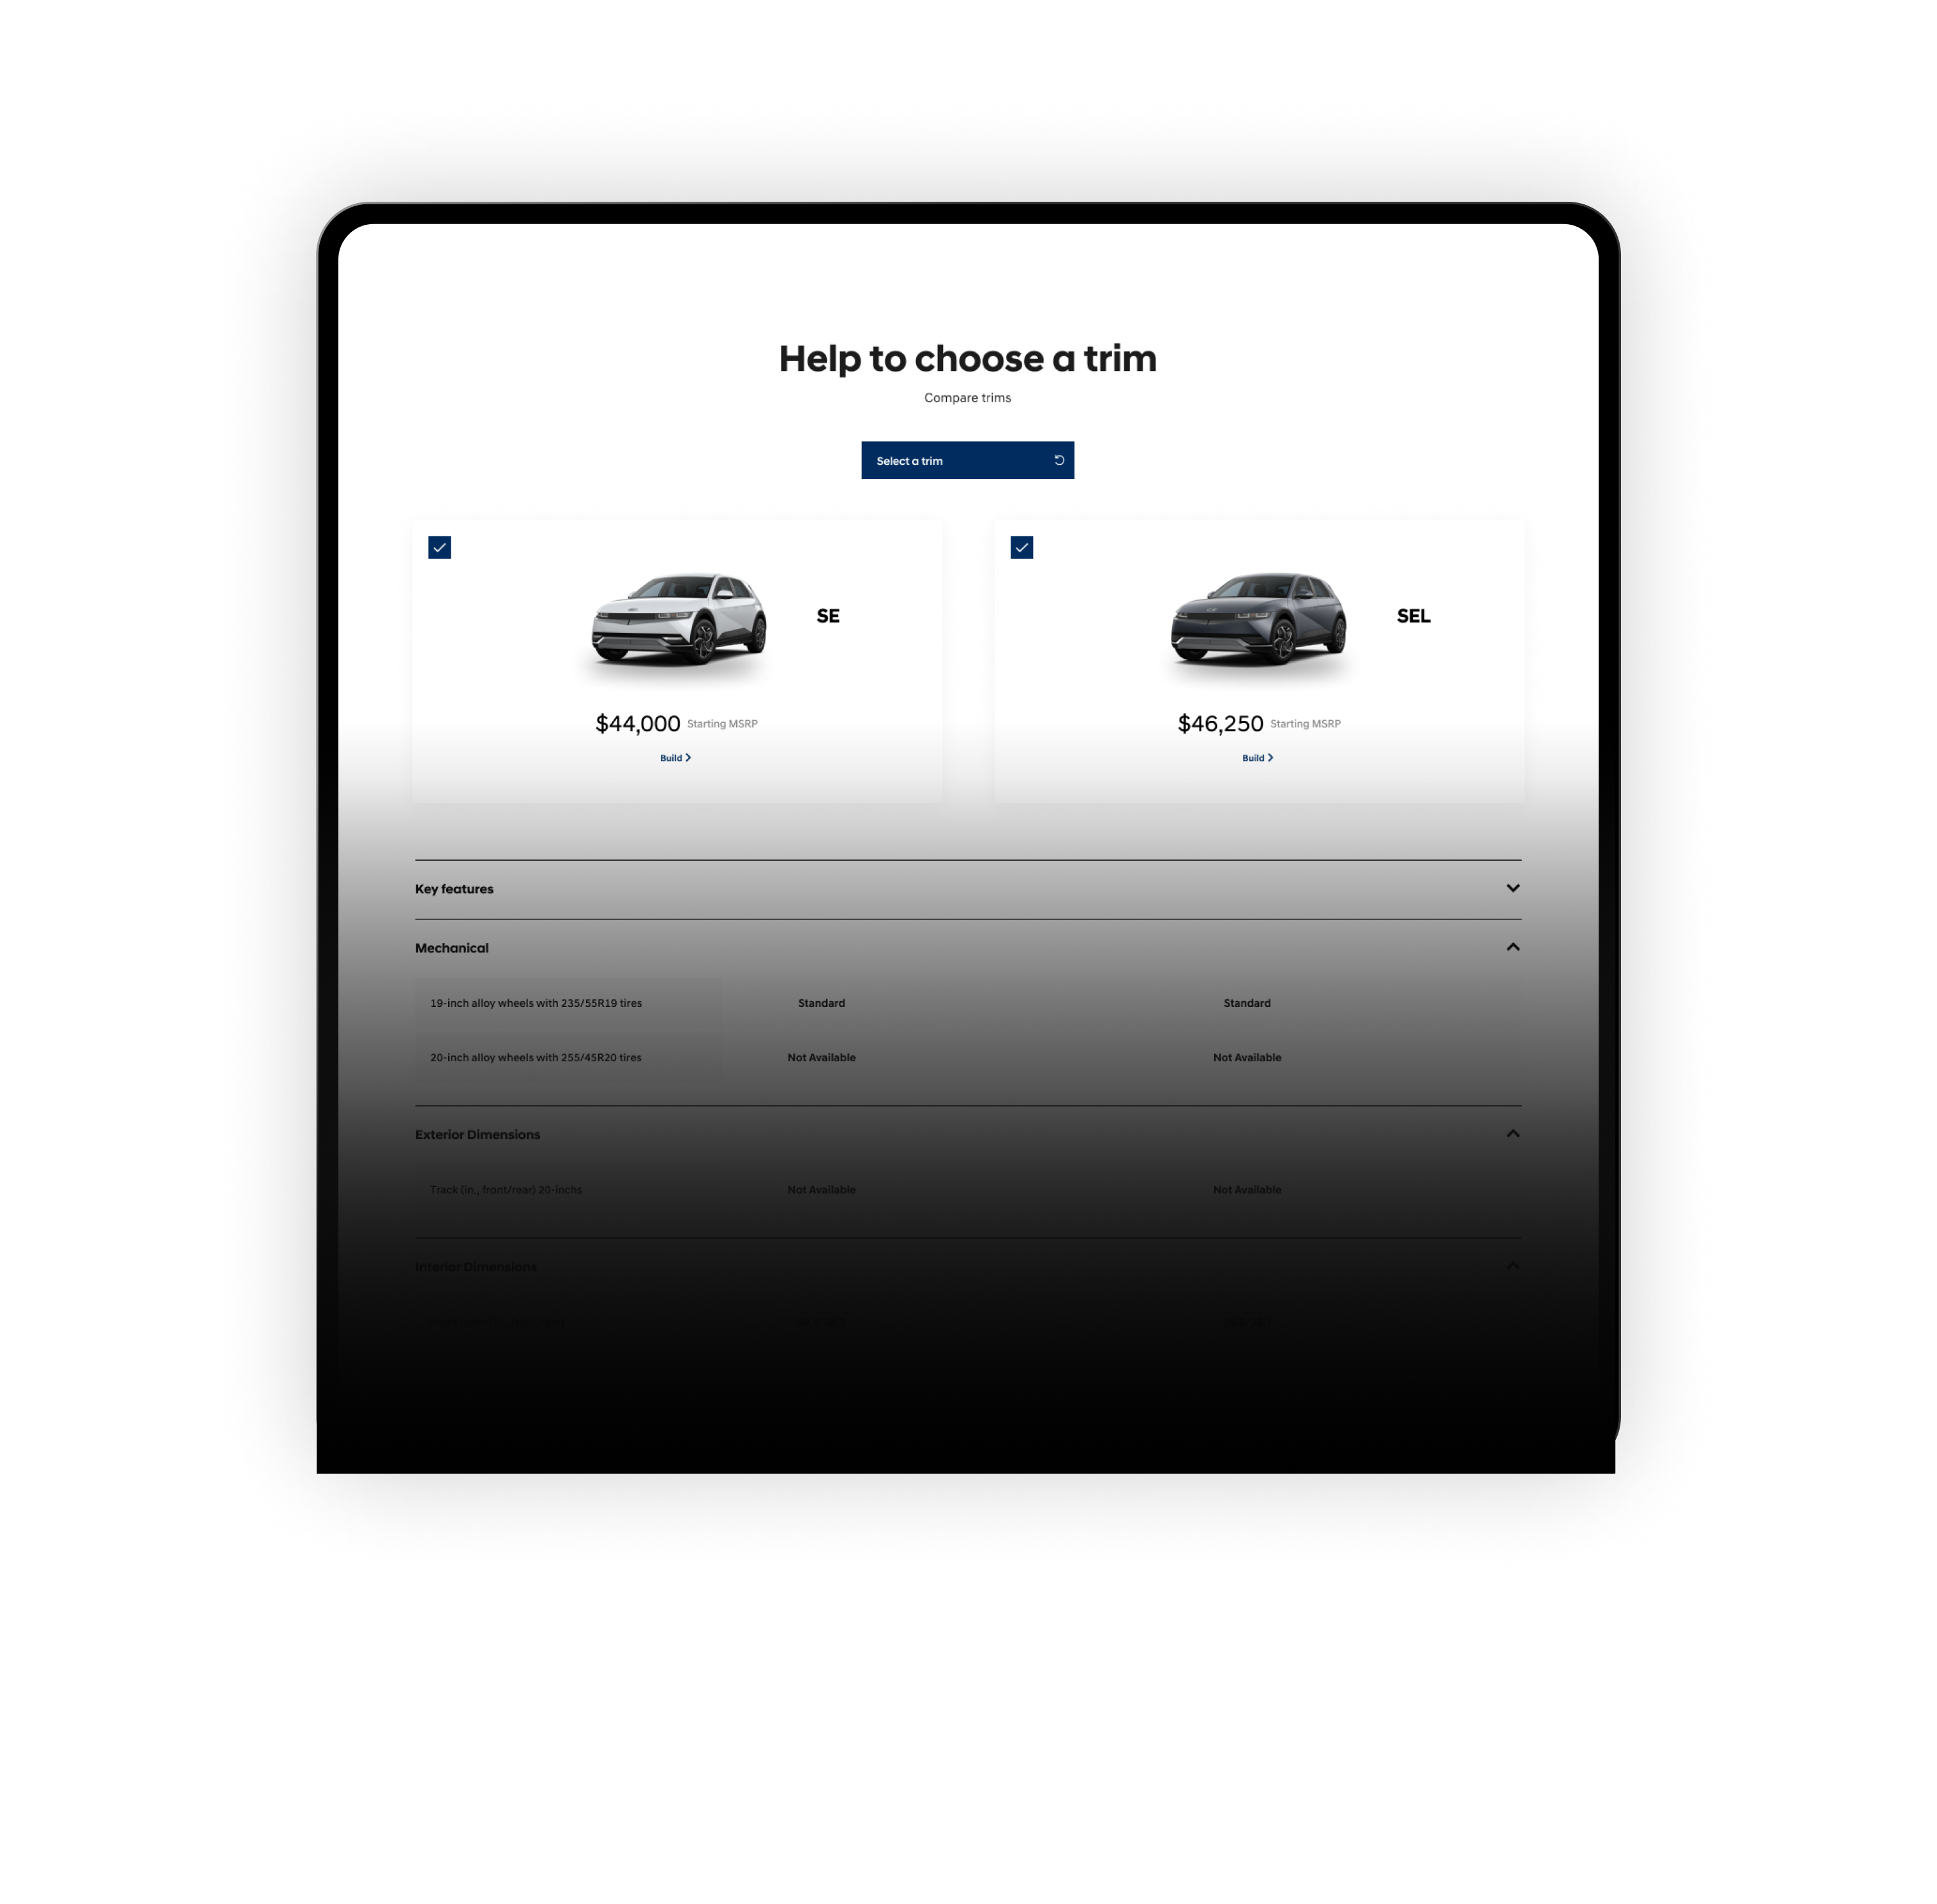 Help to choose a trim
Compare trims
Select a trim
SE
SEL
$44,000 Starting MSRP
$46,250 Starting MSRP
Build
Build
Key features
Mechanical
19-inch alloy wheels with 235/55R19 tires Standard Standard
20-inch alloy wheels with 255/45R20 tires Not Available Not Available
Exterior Dimensions
Track (in., front/rear) 20-inchs Not Available Not Available
Interior Dimensions